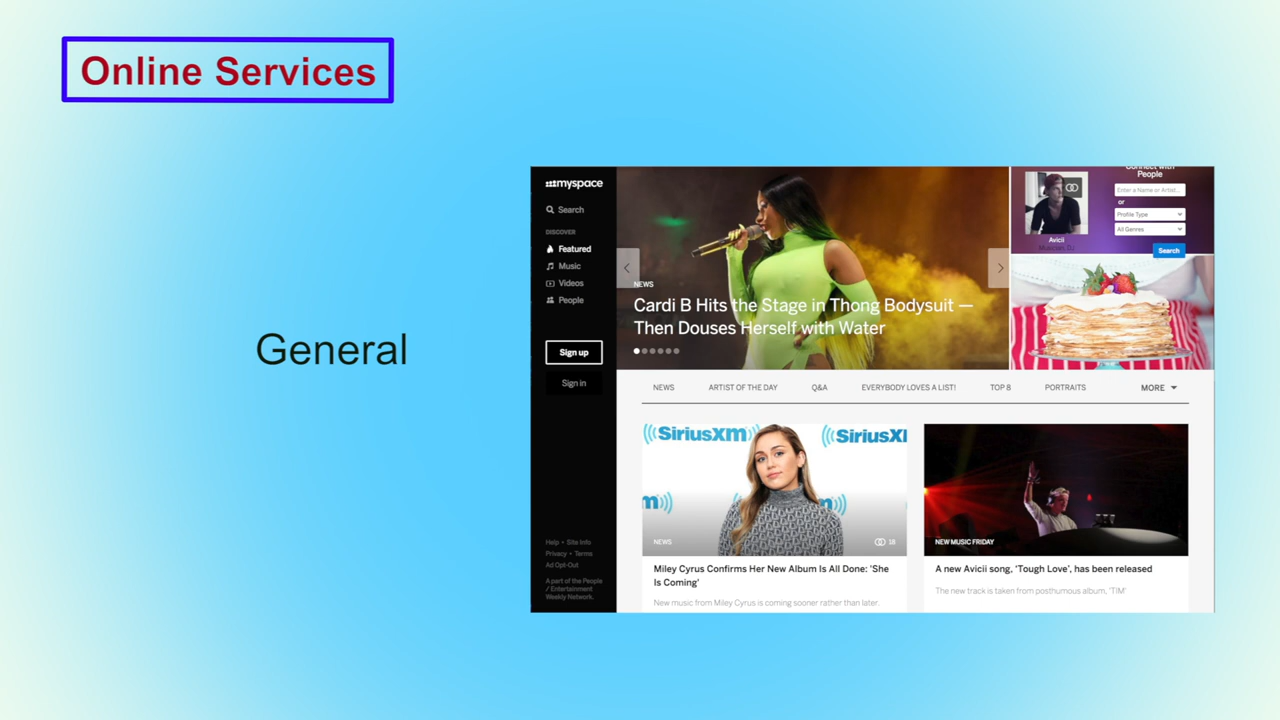 Online Services
General
myspace
Search
DISCOVER
Featured
Music
Videos
People
Sign up
Sign in
Help • Site Info
Privacy • Terms
Ad Opt-Out
A part of the People
/ Entertainment
Weekly Network.
NEWS
Cardi B Hits the Stage in Thong Bodysuit —
Then Douses Herself with Water
Connect with
People
Enter a Name or Artist...
or
Profile Type
All Genres
Search
Avicii
Musician, DJ
NEWS
ARTIST OF THE DAY
Q&A
EVERYBODY LOVES A LIST!
TOP 8
PORTRAITS
MORE
SiriusXM
SiriusXM
NEWS
18
Miley Cyrus Confirms Her New Album Is All Done: 'She
Is Coming'
New music from Miley Cyrus is coming sooner rather than later.
NEW MUSIC FRIDAY
A new Avicii song, 'Tough Love', has been released
The new track is taken from posthumous album, 'TIM'